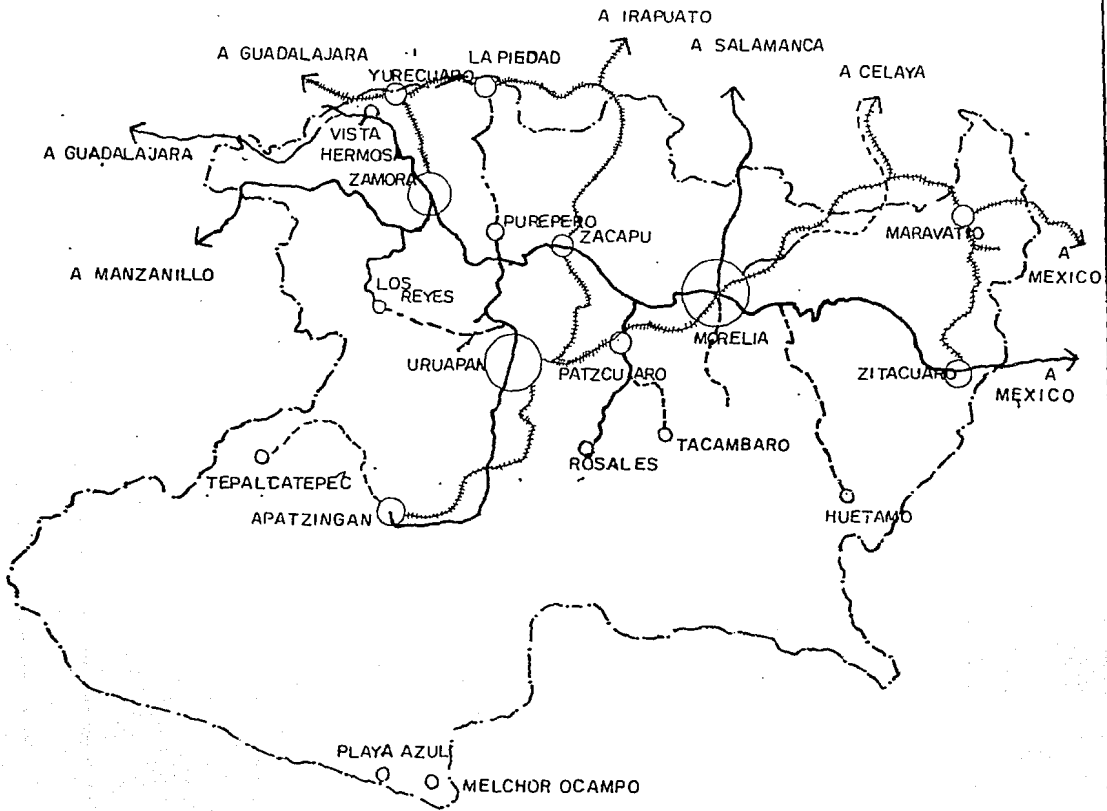 A IRAPUATO
A SALAMANCA
A GUADALAJARA
LA PIEDAD
YURECUARO
A CELAYA
VISTA
HERMOSA
A GUADALAJARA
ZAMORA
PUREPERO
ZACAPU
MARAVATIO
A
MEXICO
A MANZANILLO
LOS
REYES
MORELIA
URUAPAN
PATZCUARO
ZITACUARO
A
MEXICO
TACAMBARO
ROSALES
TEPALCATEPEC
APATZINGAN
HUETAMO
PLAYA AZUL
MELCHOR OCAMPO